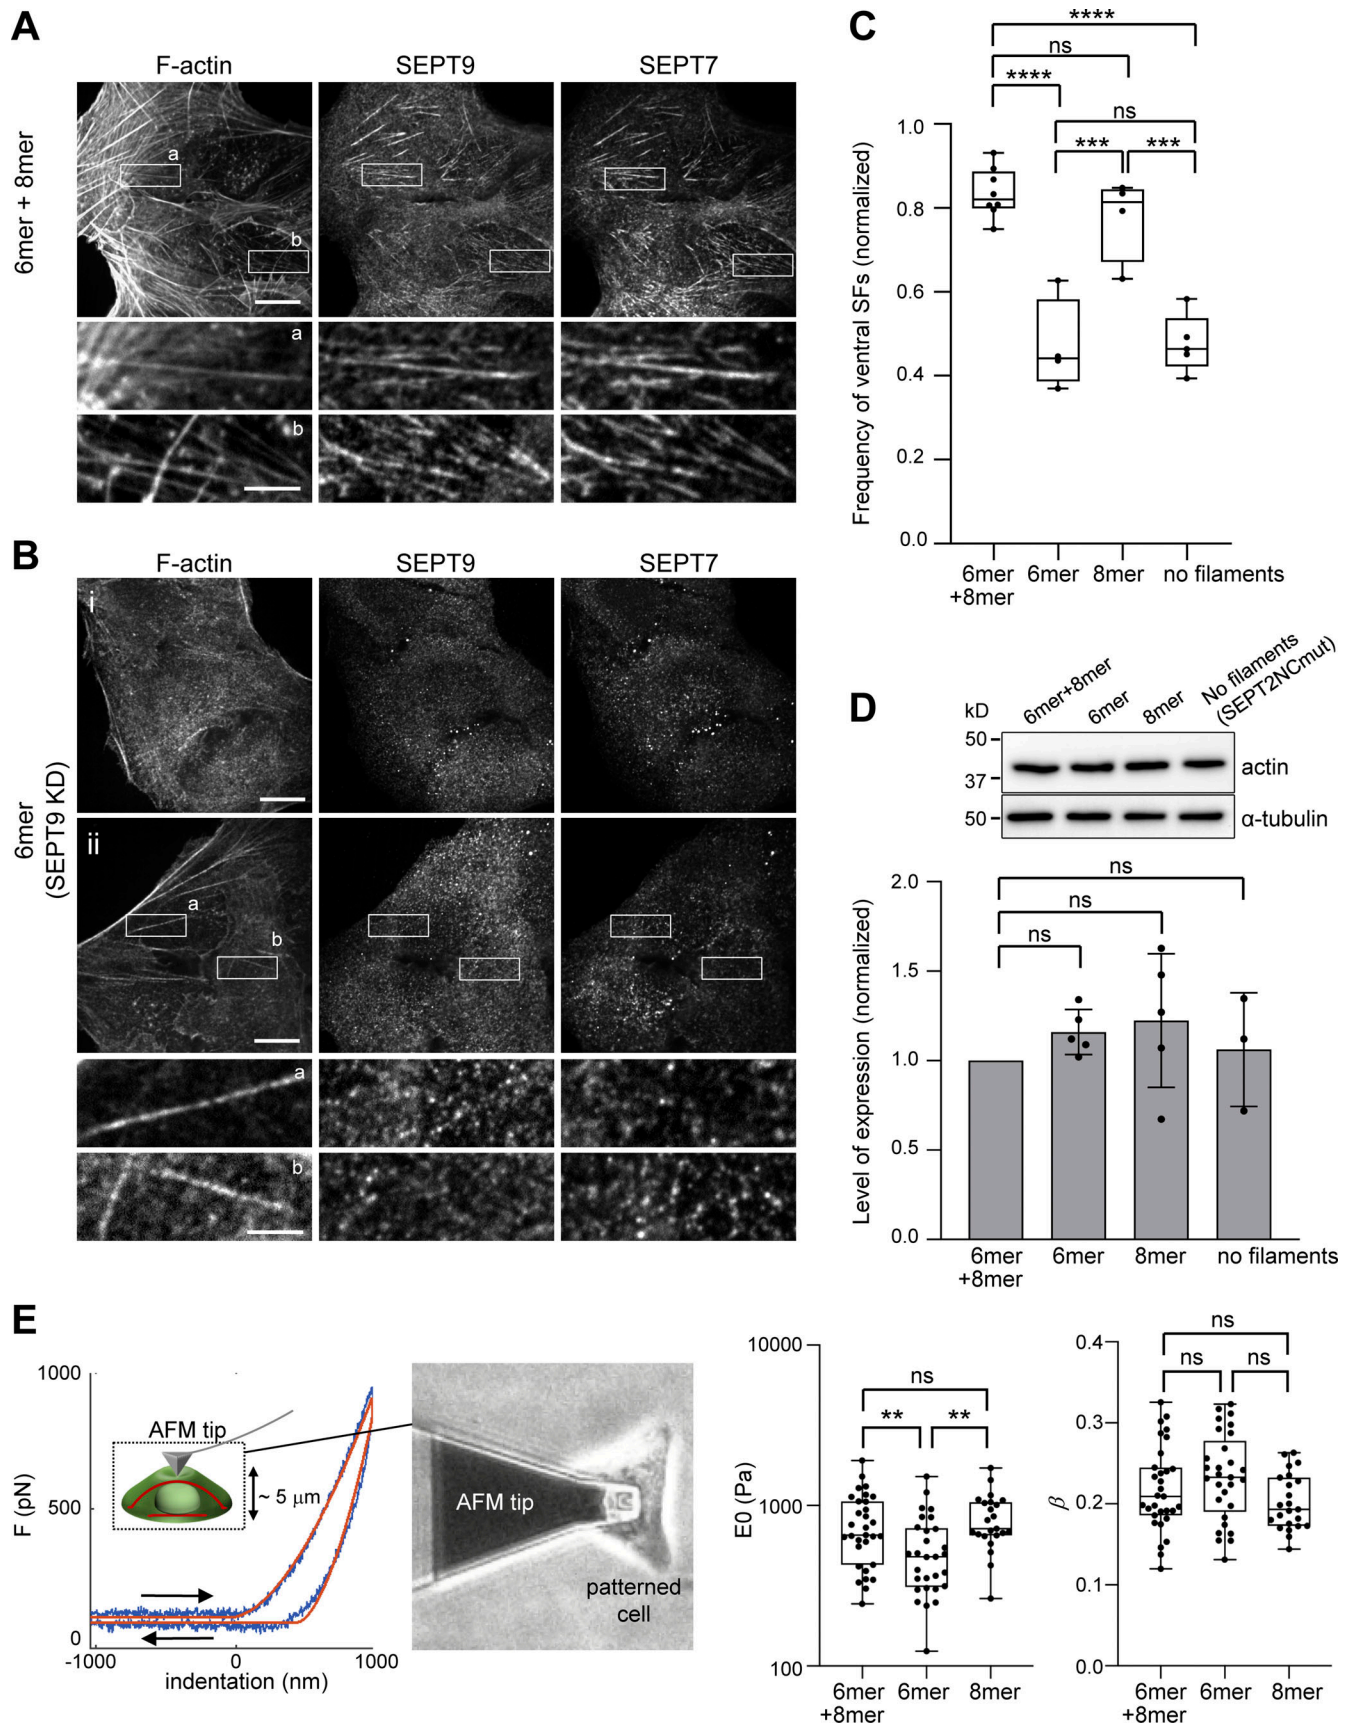 A
F-actin
SEPT9
SEPT7
6mer + 8mer
a
b
a
b
B
F-actin
SEPT9
SEPT7
6mer
(SEPT9 KD)
i
ii
a
b
a
b
C
****
ns
****
ns
***
***
Frequency of ventral SFs (normalized)
1.0
0.8
0.6
0.4
0.2
0.0
6mer
+8mer
6mer
8mer
no filaments
D
kD
6mer+8mer
6mer
8mer
No filaments
(SEPT2NCmut)
50
37
actin
50
α-tubulin
ns
ns
ns
Level of expression (normalized)
2.0
1.5
1.0
0.5
0.0
6mer
+8mer
6mer
8mer
no filaments
E
F (pN)
1000
500
0
-1000
0
1000
indentation (nm)
AFM tip
~ 5 μm
AFM tip
patterned
cell
E0 (Pa)
10000
1000
100
ns
**
**
6mer
+8mer
6mer
8mer
β
0.4
0.3
0.2
0.1
0.0
ns
ns
ns
6mer
+8mer
6mer
8mer